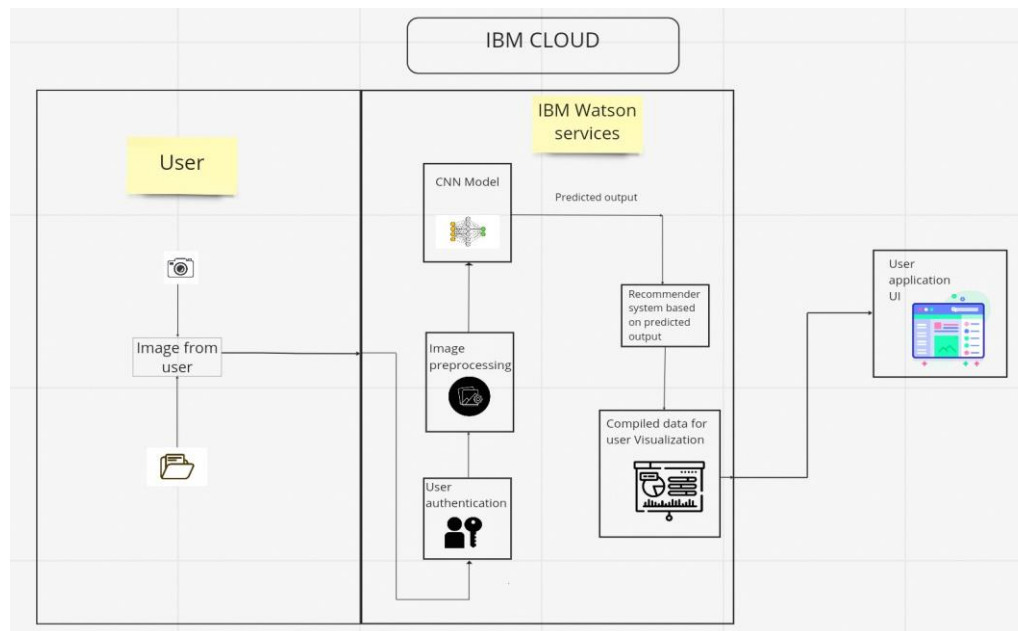 IBM CLOUD
User
Image from
user
IBM Watson
services
CNN Model
Predicted output
Image
preprocessing
User
authentication
Recommender
system based
on predicted
output
Compiled data for
user Visualization
User
application
UI